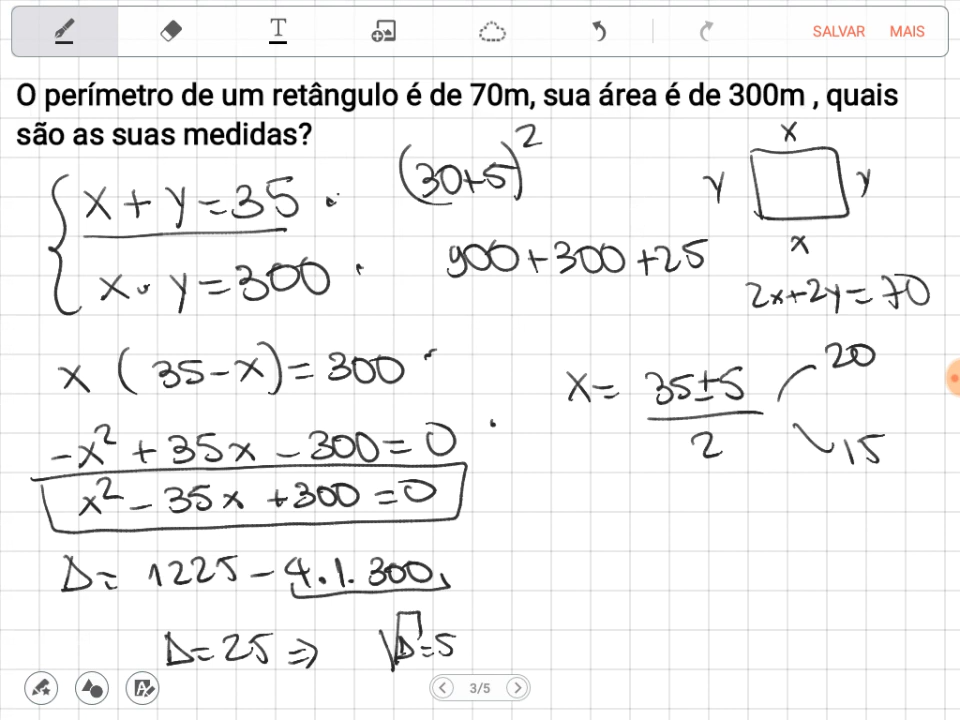 T
SALVAR MAIS
O perímetro de um retângulo é de 70m, sua área é de 300m , quais
são as suas medidas?
x + y = 35
x . y = 300
x ( 35 - x) = 300
-x² + 35x - 300 = 0
x² - 35x + 300 = 0
Δ = 1225 - 4.1.300
Δ = 25 ⇒ √Δ = 5
(30+5)²
900 + 300 + 25
x
y y
x
2x+2y = 70
x = 35±5
2
20
15
3/5